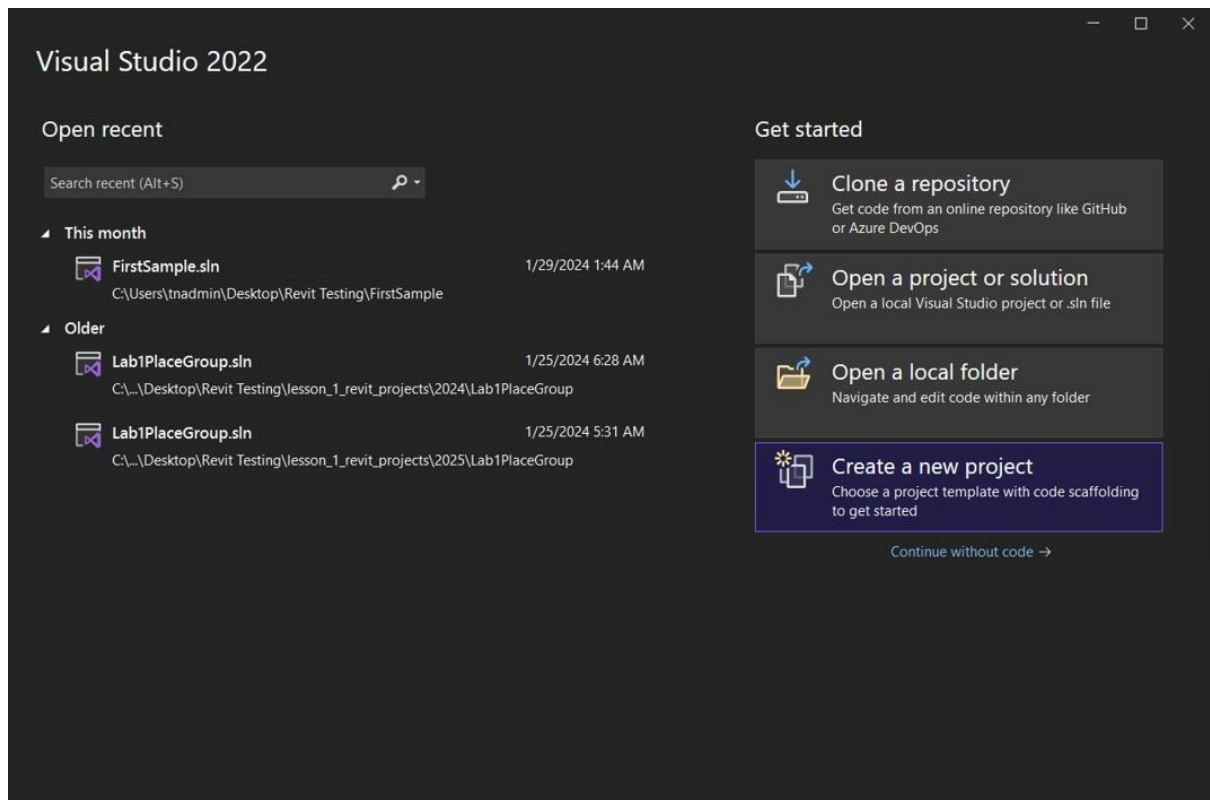 Visual Studio 2022
Open recent
Search recent (Alt+S)
This month
FirstSample.sln 1/29/2024 1:44 AM
C:\Users\tnadmin\Desktop\Revit Testing\FirstSample
Older
Lab1PlaceGroup.sln 1/25/2024 6:28 AM
C:\...\Desktop\Revit Testing\lesson_1_revit_projects\2024\Lab1PlaceGroup
Lab1PlaceGroup.sln 1/25/2024 5:31 AM
C:\...\Desktop\Revit Testing\lesson_1_revit_projects\2025\Lab1PlaceGroup
Get started
Clone a repository
Get code from an online repository like GitHub
or Azure DevOps
Open a project or solution
Open a local Visual Studio project or .sln file
Open a local folder
Navigate and edit code within any folder
Create a new project
Choose a project template with code scaffolding
to get started
Continue without code →